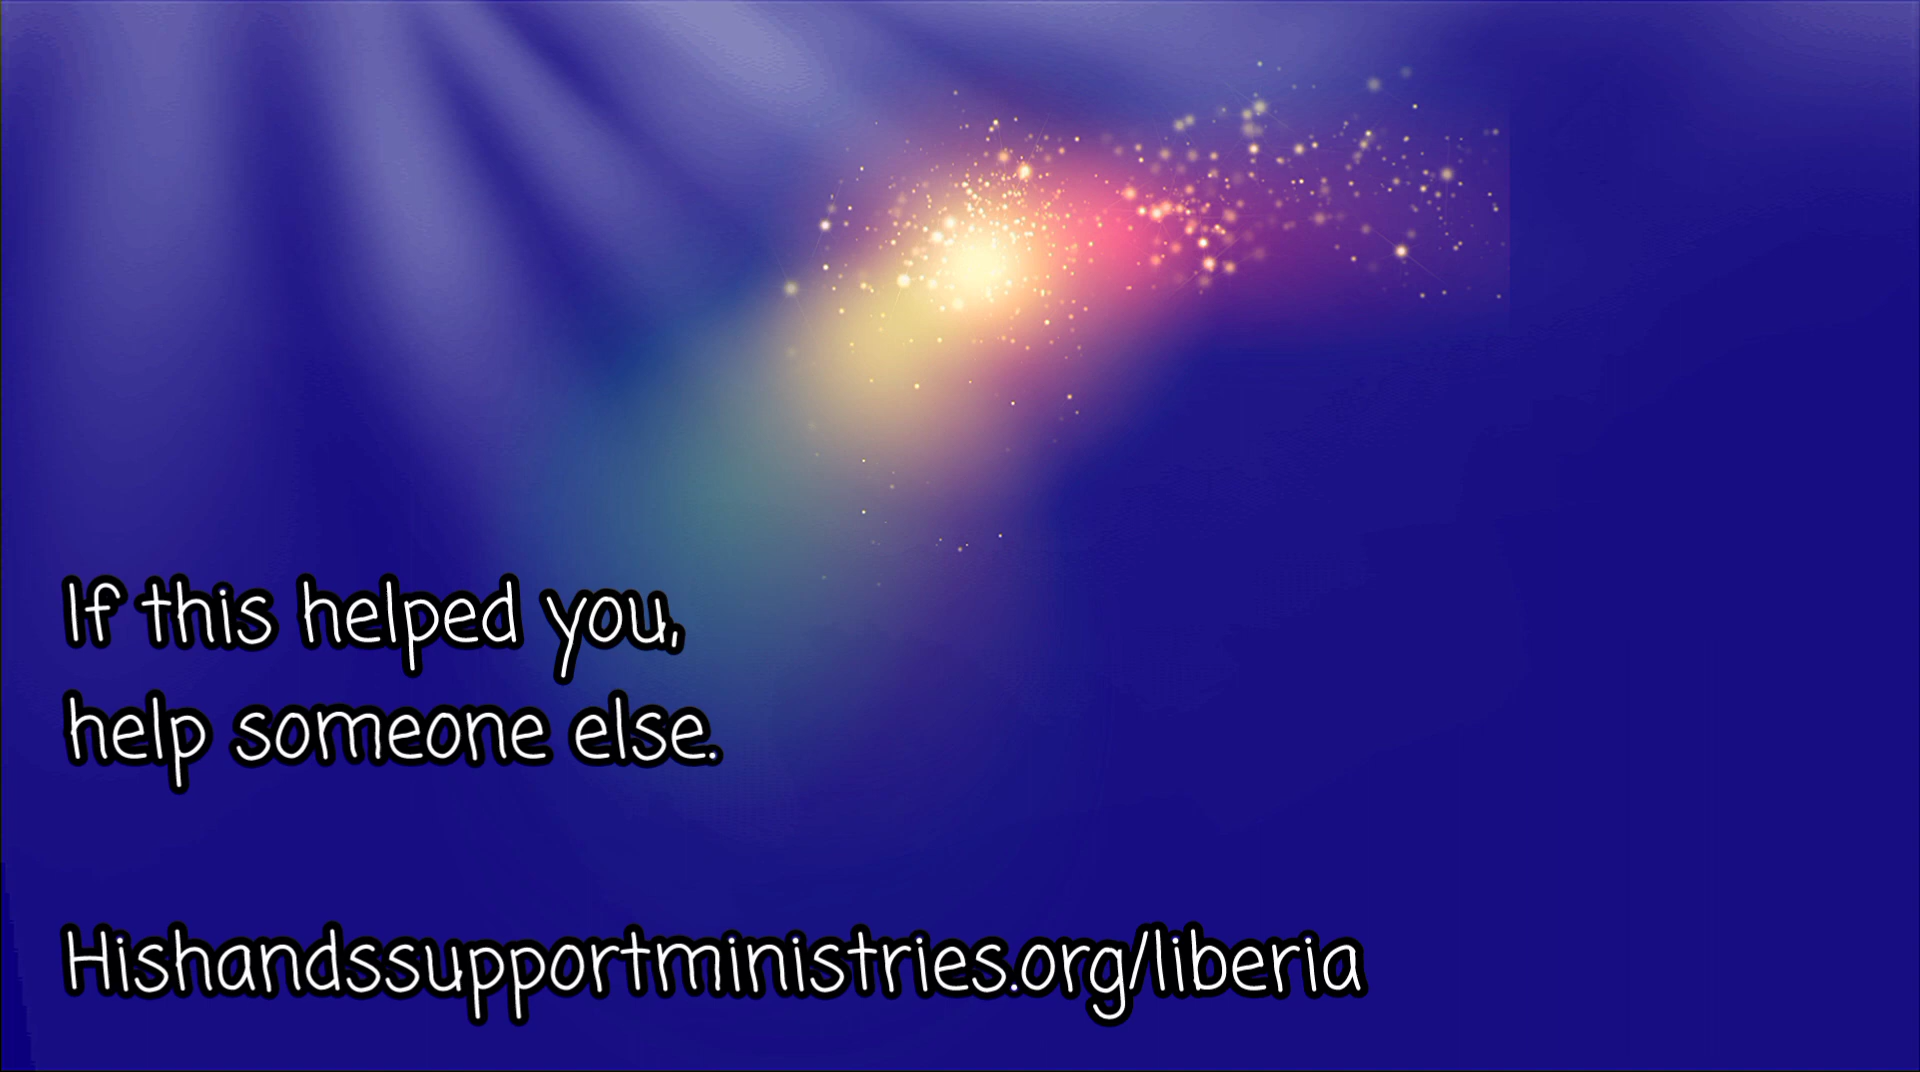 If this helped you,
help someone else.
Hishandssupportministries.org/liberia